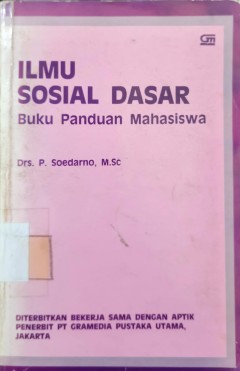 GM
ILMU
SOSIAL DASAR
Buku Panduan Mahasiswa
Drs. P. Soedarno, M.Sc
DITERBITKAN BEKERJA SAMA DENGAN APTIK
PENERBIT PT GRAMEDIA PUSTAKA UTAMA,
JAKARTA